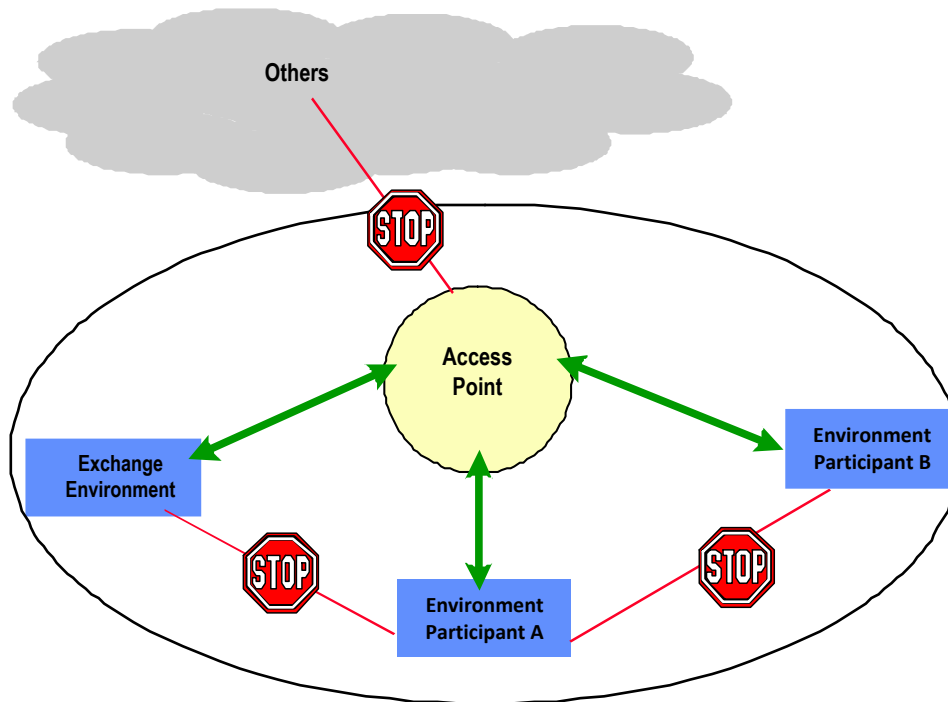 Others
STOP
Access
Point
Exchange
Environment
Environment
Participant B
STOP
STOP
Environment
Participant A